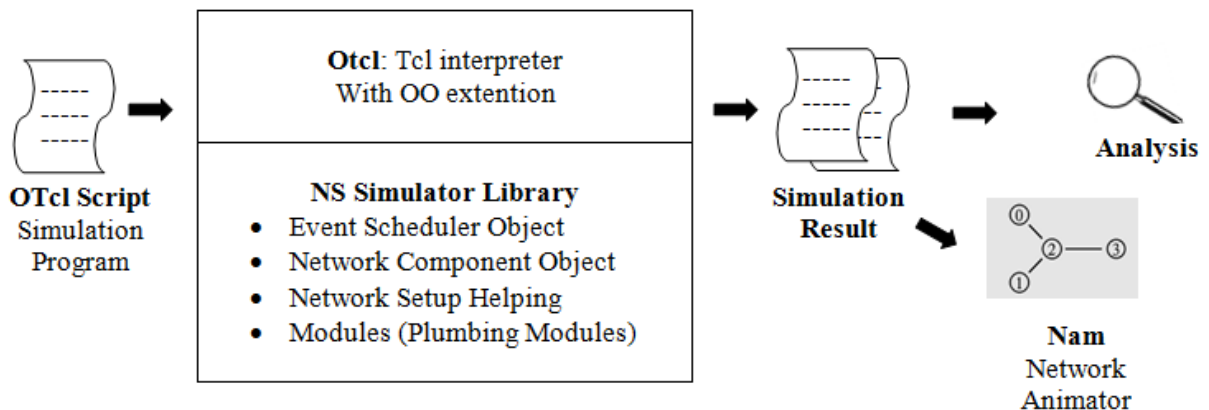 OTcl Script
Simulation
Program
Otcl: Tcl interpreter
With OO extention
NS Simulator Library
• Event Scheduler Object
• Network Component Object
• Network Setup Helping
• Modules (Plumbing Modules)
Simulation
Result
Analysis
0
2
3
1
Nam
Network
Animator